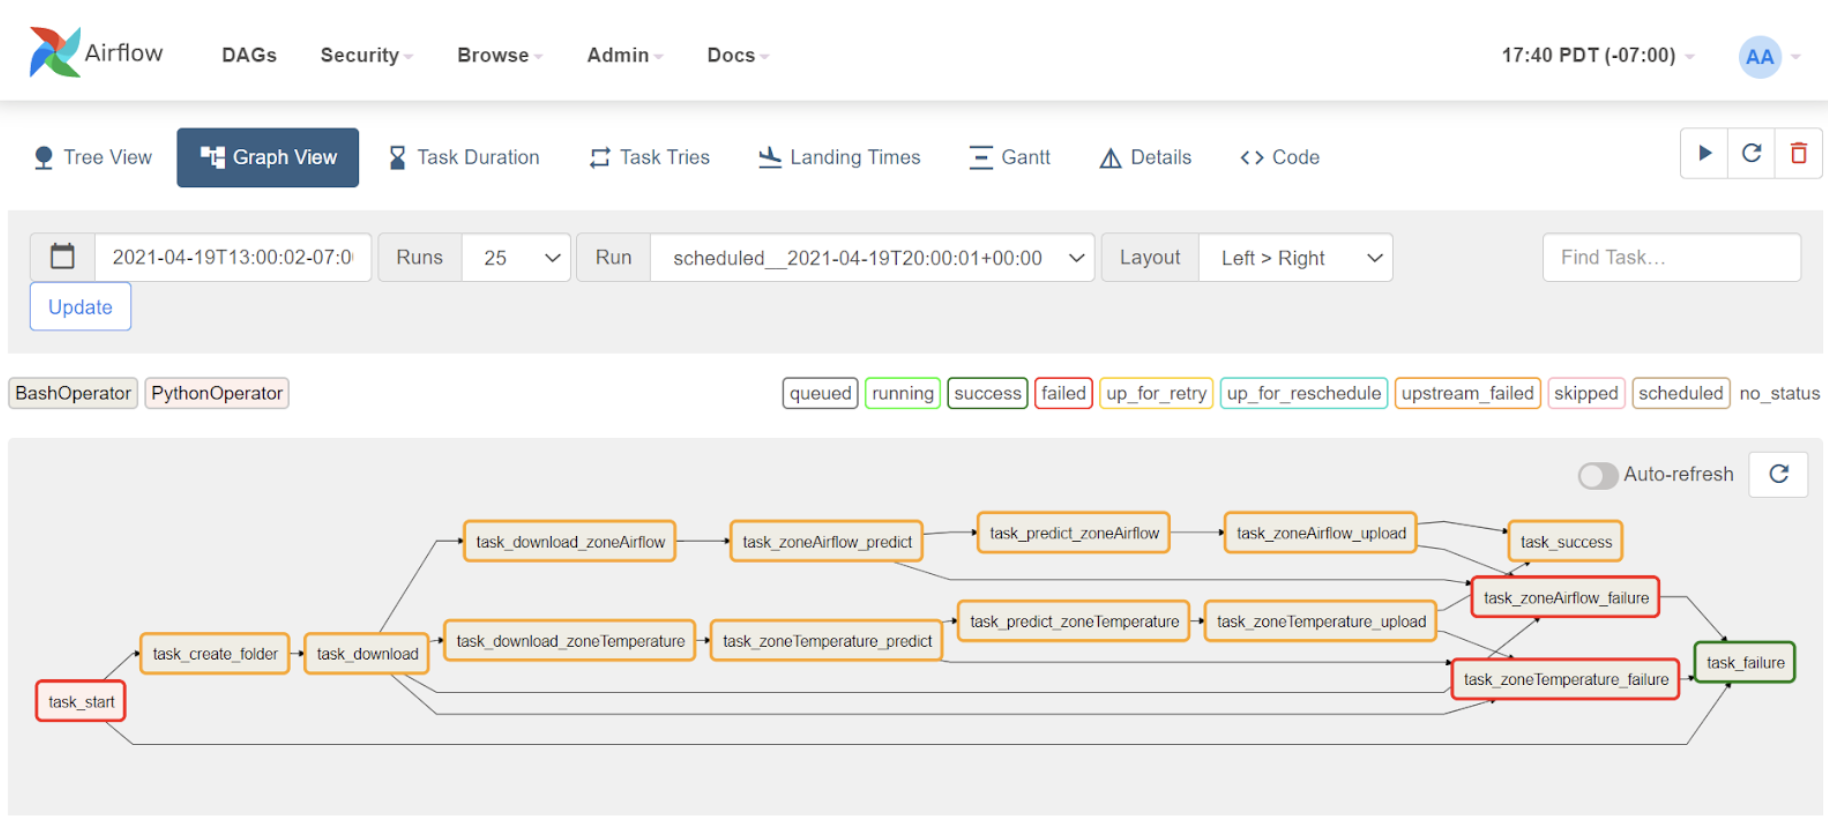 Airflow DAGs Security Browse Admin Docs 17:40 PDT (-07:00) AA
Tree View Graph View Task Duration Task Tries Landing Times Gantt Details Code
2021-04-19T13:00:02-07:0 Runs 25 Run scheduled__2021-04-19T20:00:01+00:00 Layout Left > Right Find Task...
Update
BashOperator PythonOperator queued running success failed up_for_retry up_for_reschedule upstream_failed skipped scheduled no_status
Auto-refresh
task_download_zoneAirflow task_zoneAirflow_predict task_predict_zoneAirflow task_zoneAirflow_upload task_success
task_zoneAirflow_failure
task_create_folder task_download task_download_zoneTemperature task_zoneTemperature_predict task_predict_zoneTemperature task_zoneTemperature_upload
task_failure
task_zoneTemperature_failure
task_start